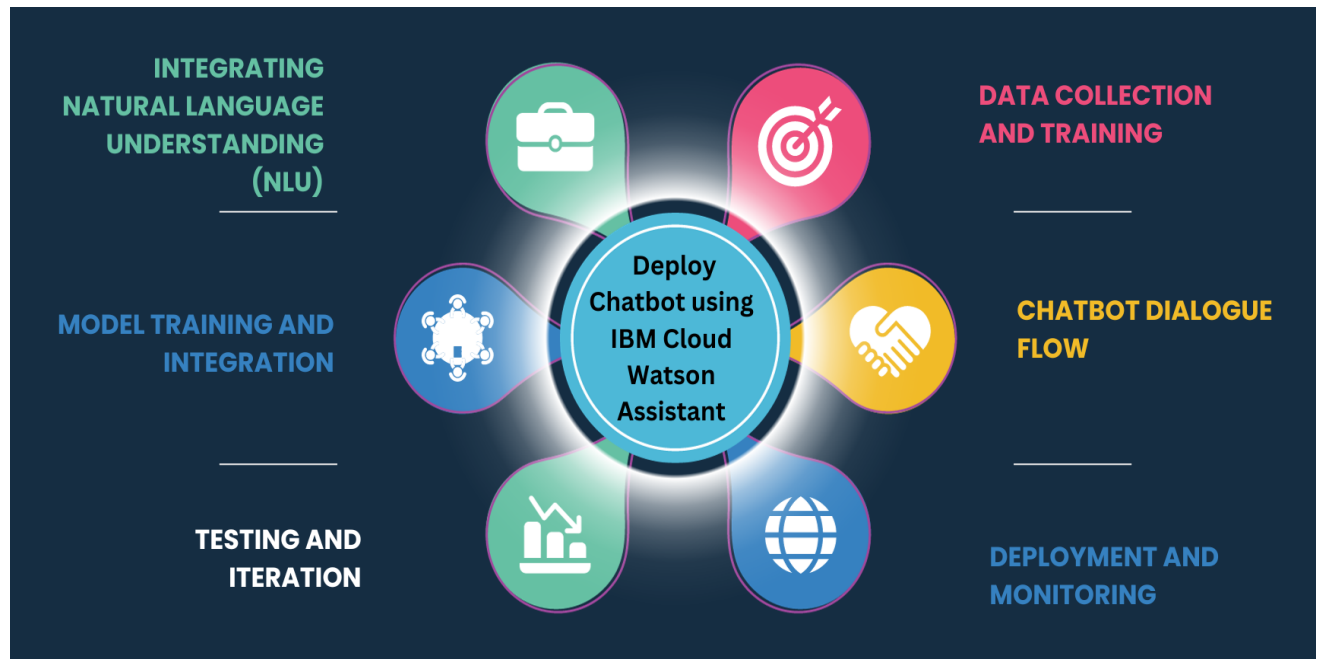 INTEGRATING
NATURAL LANGUAGE
UNDERSTANDING
(NLU)
DATA COLLECTION
AND TRAINING
MODEL TRAINING AND
INTEGRATION
Deploy
Chatbot using
IBM Cloud
Watson
Assistant
CHATBOT DIALOGUE
FLOW
TESTING AND
ITERATION
DEPLOYMENT AND
MONITORING